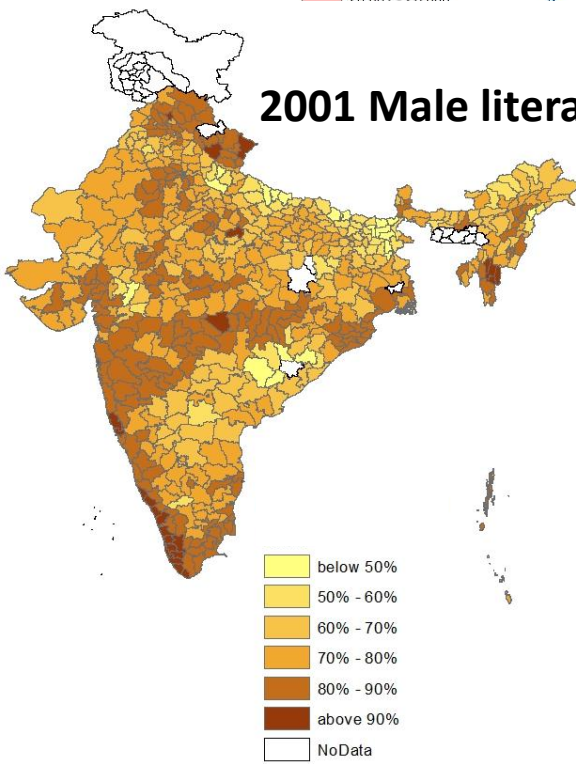 2001 Male litera
below 50%
50% - 60%
60% - 70%
70% - 80%
80% - 90%
above 90%
NoData